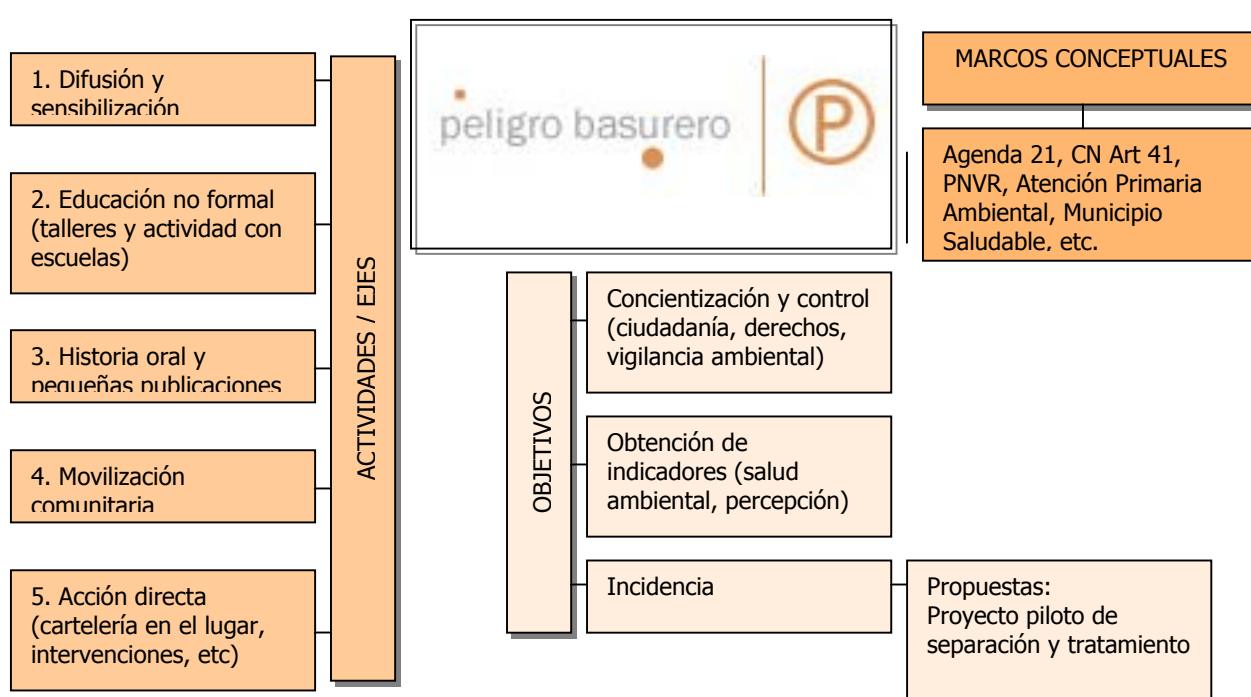 1. Difusión y
sensibilización
2. Educación no formal
(talleres y actividad con
escuelas)
3. Historia oral y
pequeñas publicaciones
4. Movilización
comunitaria
5. Acción directa
(cartelería en el lugar,
intervenciones, etc)
ACTIVIDADES / EJES
peligro basurero
P
MARCOS CONCEPTUALES
Agenda 21, CN Art 41,
PNVR, Atención Primaria
Ambiental, Municipio
Saludable, etc.
OBJETIVOS
Concientización y control
(ciudadanía, derechos,
vigilancia ambiental)
Obtención de
indicadores (salud
ambiental, percepción)
Incidencia
Propuestas:
Proyecto piloto de
separación y tratamiento